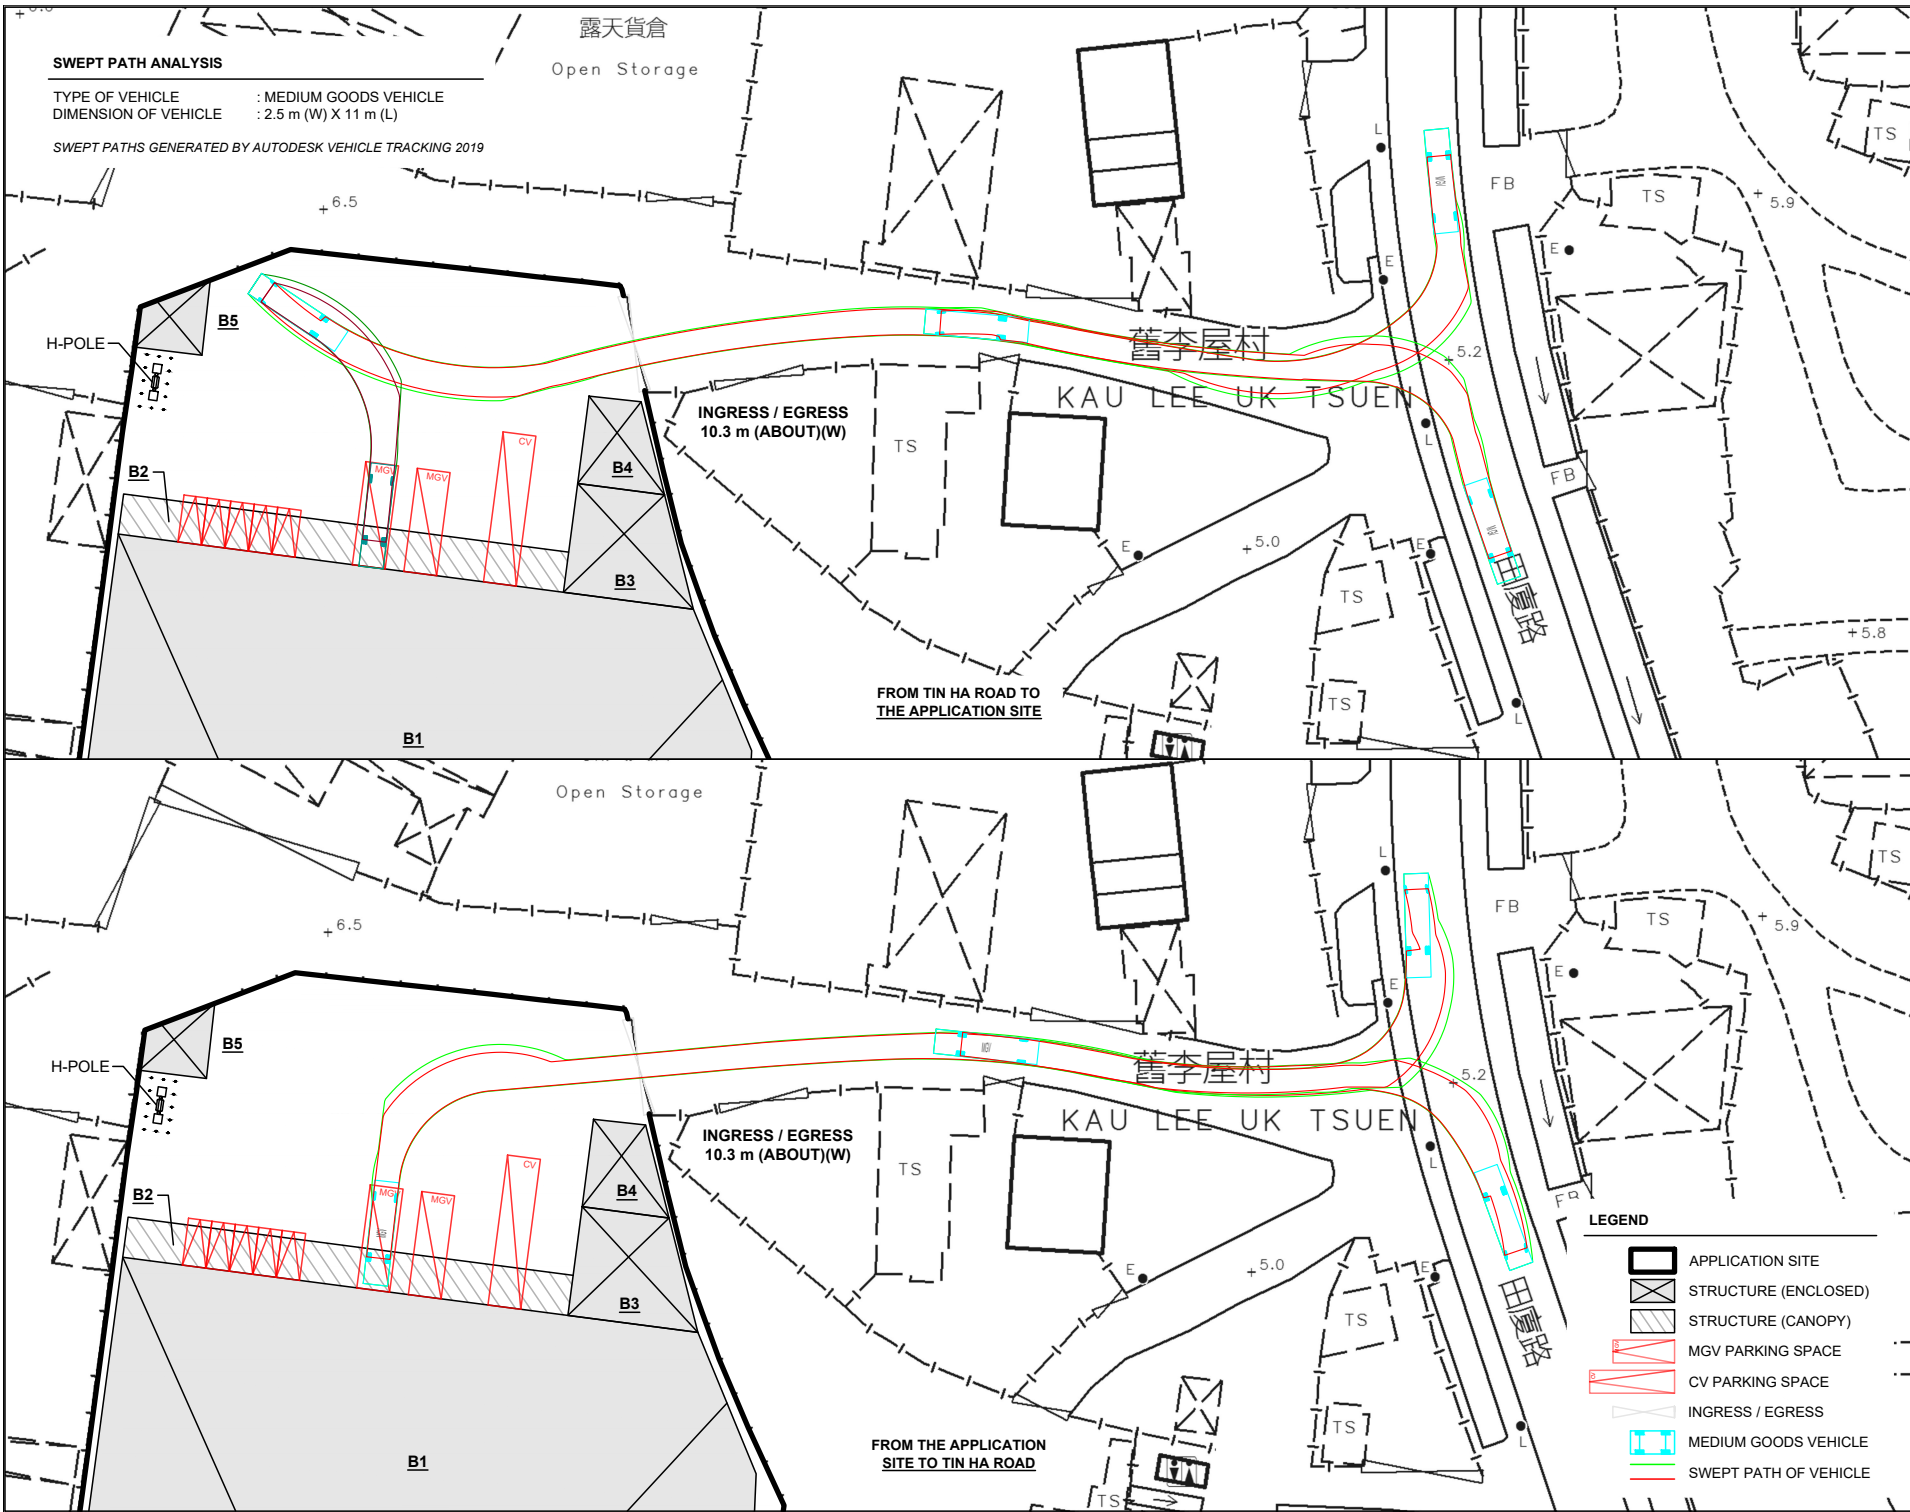 露天貨倉
Open Storage
SWEPT PATH ANALYSIS
TYPE OF VEHICLE : MEDIUM GOODS VEHICLE
DIMENSION OF VEHICLE : 2.5 m (W) X 11 m (L)
SWEPT PATHS GENERATED BY AUTODESK VEHICLE TRACKING 2019
6.5
L
TS
FB
TS
5.9
E
E
B5
H-POLE
舊李屋村
5.2
KAU LEE UK TSUEN
INGRESS / EGRESS
10.3 m (ABOUT)(W)
TS
L
CV
MGV
MGV
B4
B2
FB
MGV
E
5.0
E
B3
田廈路
TS
5.8
FROM TIN HA ROAD TO
THE APPLICATION SITE
TS
L
B1
Open Storage
L
TS
6.5
FB
TS
5.9
E
E
B5
H-POLE
MGV
舊李屋村
5.2
KAU LEE UK TSUEN
INGRESS / EGRESS
10.3 m (ABOUT)(W)
TS
L
CV
MGV
MGV
B4
B2
FB
E
5.0
E
B3
田廈路
TS
TS
L
FROM THE APPLICATION
SITE TO TIN HA ROAD
B1
TS
LEGEND
APPLICATION SITE
STRUCTURE (ENCLOSED)
STRUCTURE (CANOPY)
MGV PARKING SPACE
CV PARKING SPACE
INGRESS / EGRESS
MEDIUM GOODS VEHICLE
SWEPT PATH OF VEHICLE